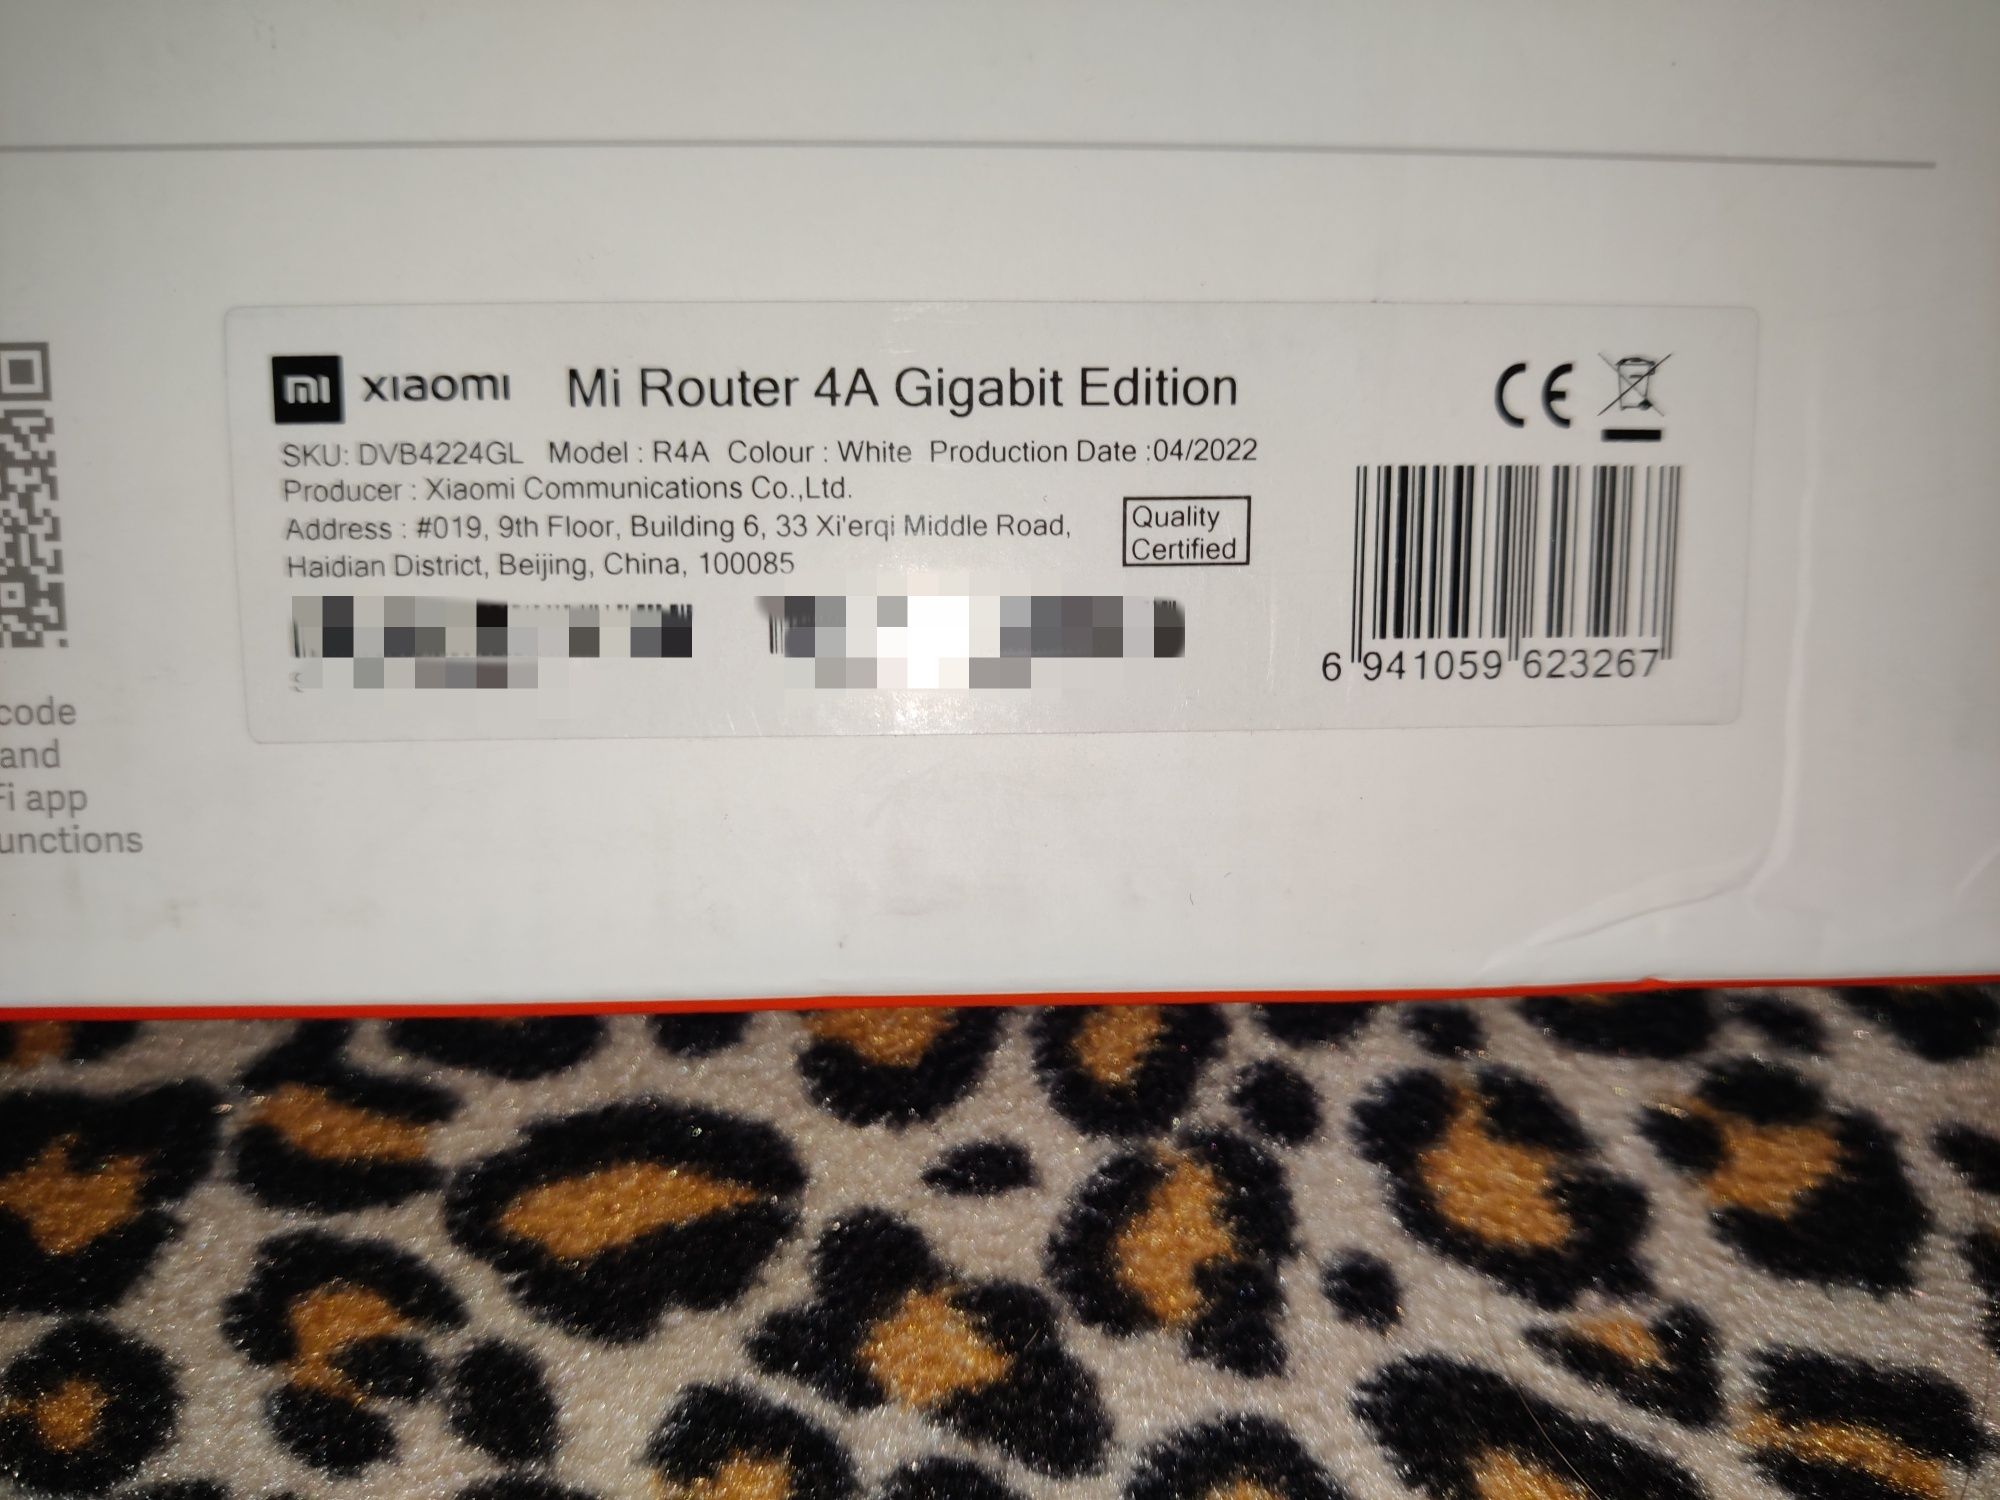 mi xiaomi Mi Router 4A Gigabit Edition
SKU: DVB4224GL Model : R4A Colour : White Production Date :04/2022
Producer : Xiaomi Communications Co.,Ltd.
Address : #019, 9th Floor, Building 6, 33 Xi'erqi Middle Road,
Haidian District, Beijing, China, 100085
Quality
Certified
CE
6 941059 623267
code
and
Fi app
unctions